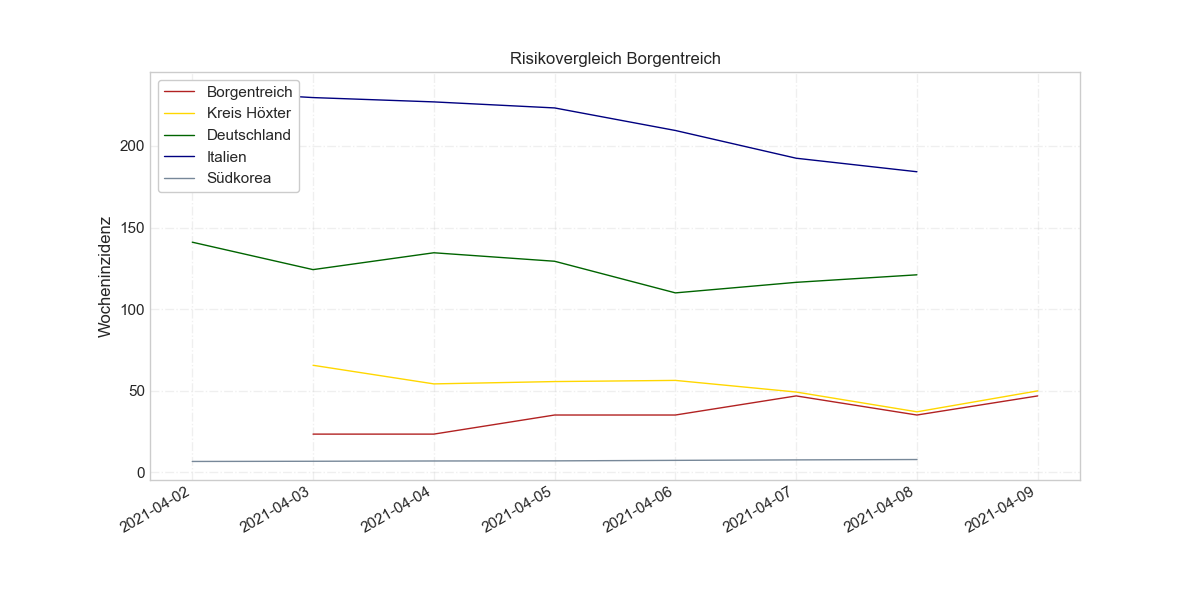 Risikovergleich Borgentreich
Borgentreich
Kreis Höxter
Deutschland
Italien
Südkorea
Wocheninzidenz
200
150
100
50
0
2021-04-02
2021-04-03
2021-04-04
2021-04-05
2021-04-06
2021-04-07
2021-04-08
2021-04-09